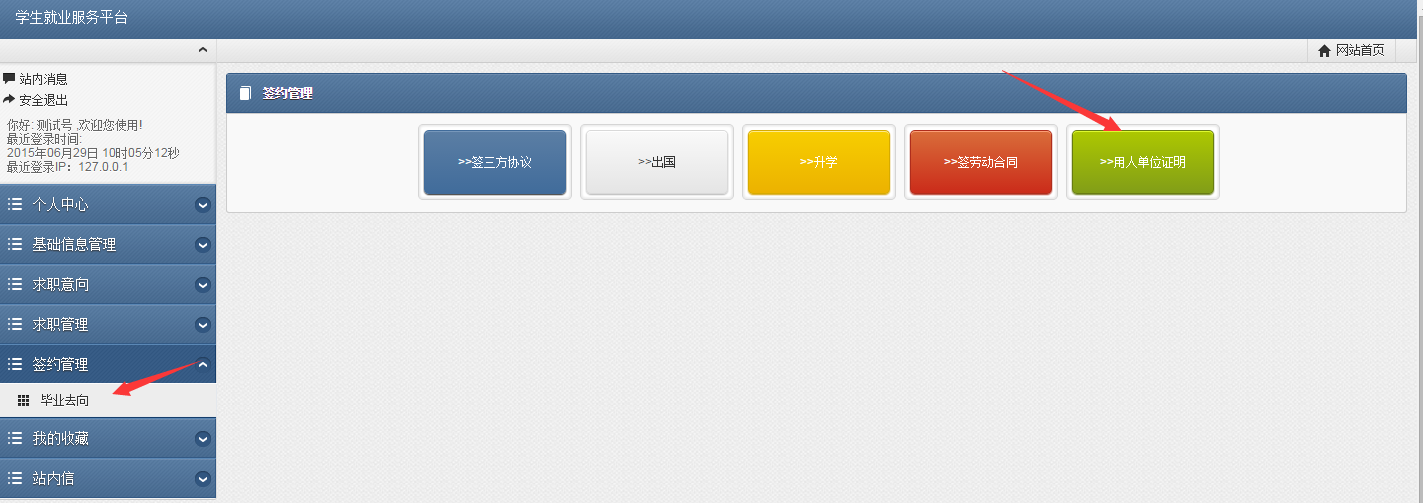 学生就业服务平台
网站首页
站内消息
安全退出
你好: 测试号 ,欢迎您使用!
最近登录时间:
2015年06月29日 10时05分12秒
最近登录IP：127.0.0.1
个人中心
基础信息管理
求职意向
求职管理
签约管理
毕业去向
我的收藏
站内信
签约管理
>>签三方协议
>>出国
>>升学
>>签劳动合同
>>用人单位证明